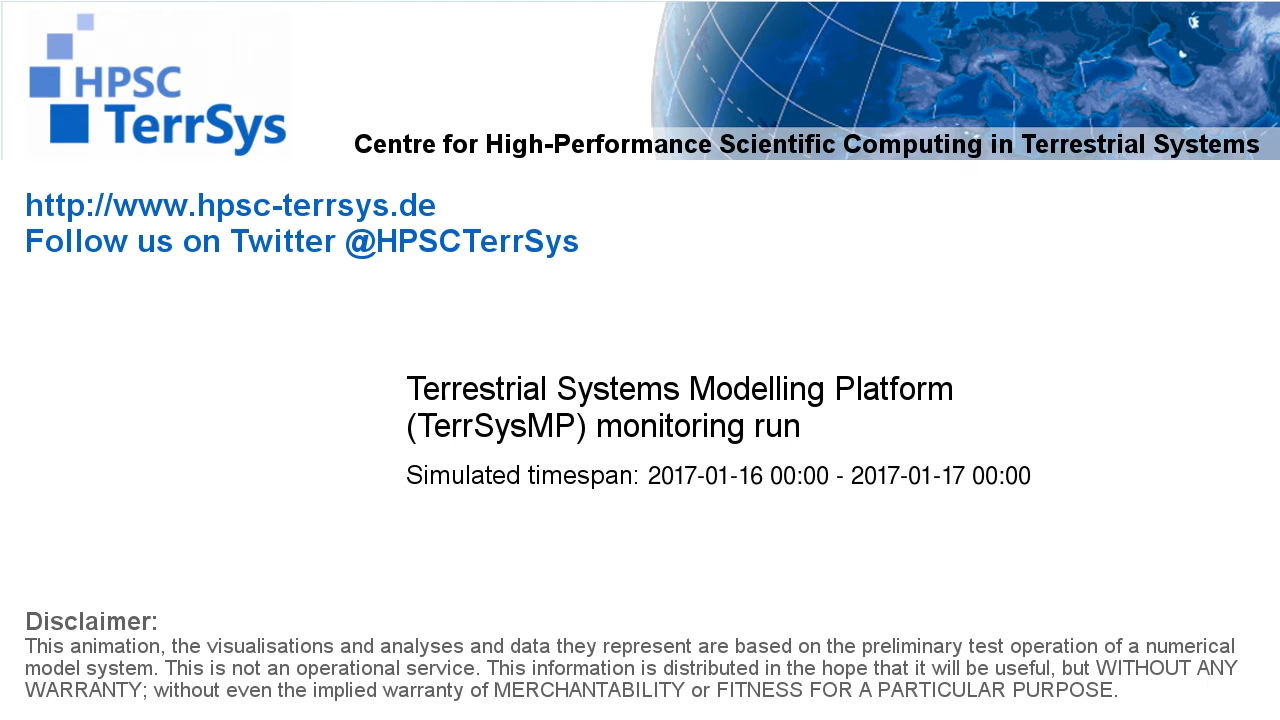 HPSC
TerrSys
Centre for High-Performance Scientific Computing in Terrestrial Systems
http://www.hpsc-terrsys.de
Follow us on Twitter @HPSCTerrSys
Terrestrial Systems Modelling Platform
(TerrSysMP) monitoring run
Simulated timespan: 2017-01-16 00:00 - 2017-01-17 00:00
Disclaimer:
This animation, the visualisations and analyses and data they represent are based on the preliminary test operation of a numerical
model system. This is not an operational service. This information is distributed in the hope that it will be useful, but WITHOUT ANY
WARRANTY; without even the implied warranty of MERCHANTABILITY or FITNESS FOR A PARTICULAR PURPOSE.